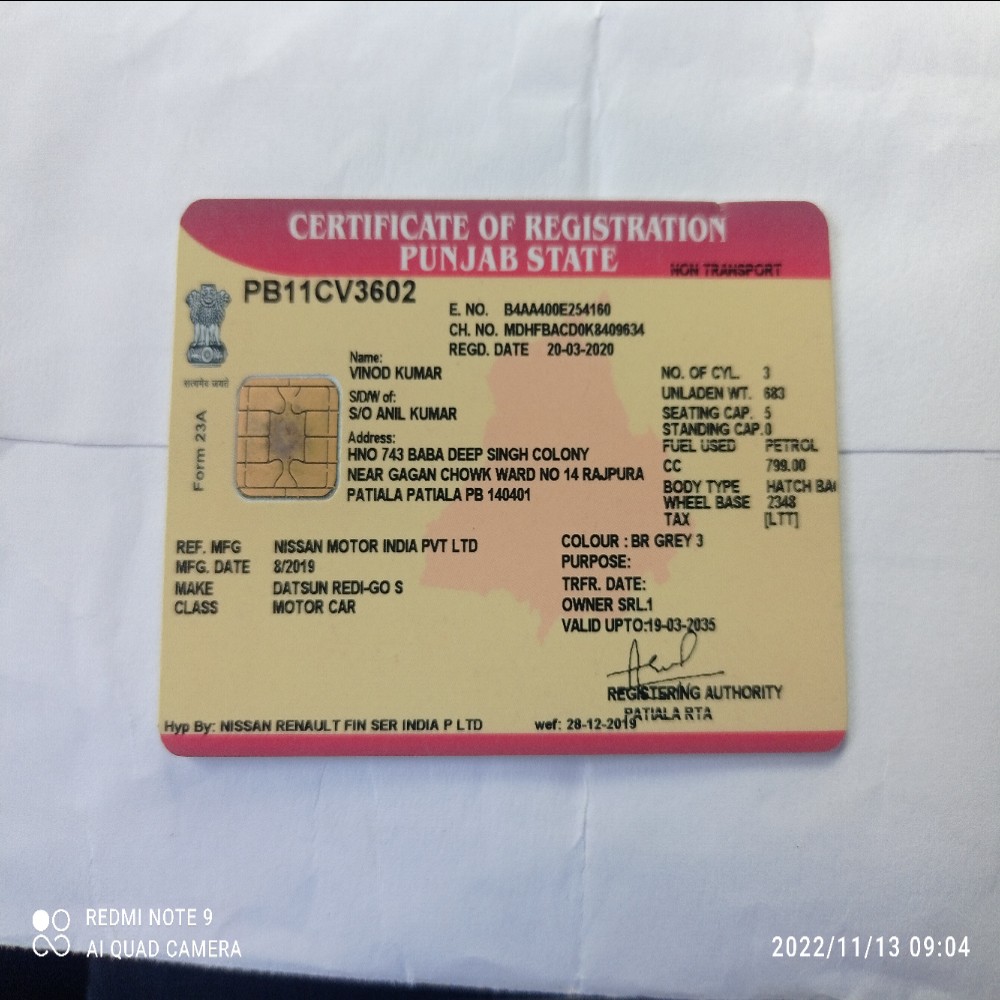 CERTIFICATE OF REGISTRATION
PUNJAB STATE
NON TRANSPORT
PB11CV3602
E. NO. B4AA400E254160
CH. NO. MDHFBACD0K8409634
REGD. DATE 20-03-2020
सत्यमेव जयते
Form 23A
Name:
VINOD KUMAR
S/D/W of:
S/O ANIL KUMAR
Address:
HNO 743 BABA DEEP SINGH COLONY
NEAR GAGAN CHOWK WARD NO 14 RAJPURA
PATIALA PATIALA PB 140401
NO. OF CYL. 3
UNLADEN WT. 683
SEATING CAP. 5
STANDING CAP.0
FUEL USED PETROL
CC 799.00
BODY TYPE HATCH BA
WHEEL BASE 2348
TAX [LTT]
REF. MFG NISSAN MOTOR INDIA PVT LTD
MFG. DATE 8/2019
MAKE DATSUN REDI-GO S
CLASS MOTOR CAR
COLOUR : BR GREY 3
PURPOSE:
TRFR. DATE:
OWNER SRL.1
VALID UPTO:19-03-2035
REGISTERING AUTHORITY
PATIALA RTA
Hyp By: NISSAN RENAULT FIN SER INDIA P LTD wef: 28-12-2019
REDMI NOTE 9
AI QUAD CAMERA
2022/11/13 09:04